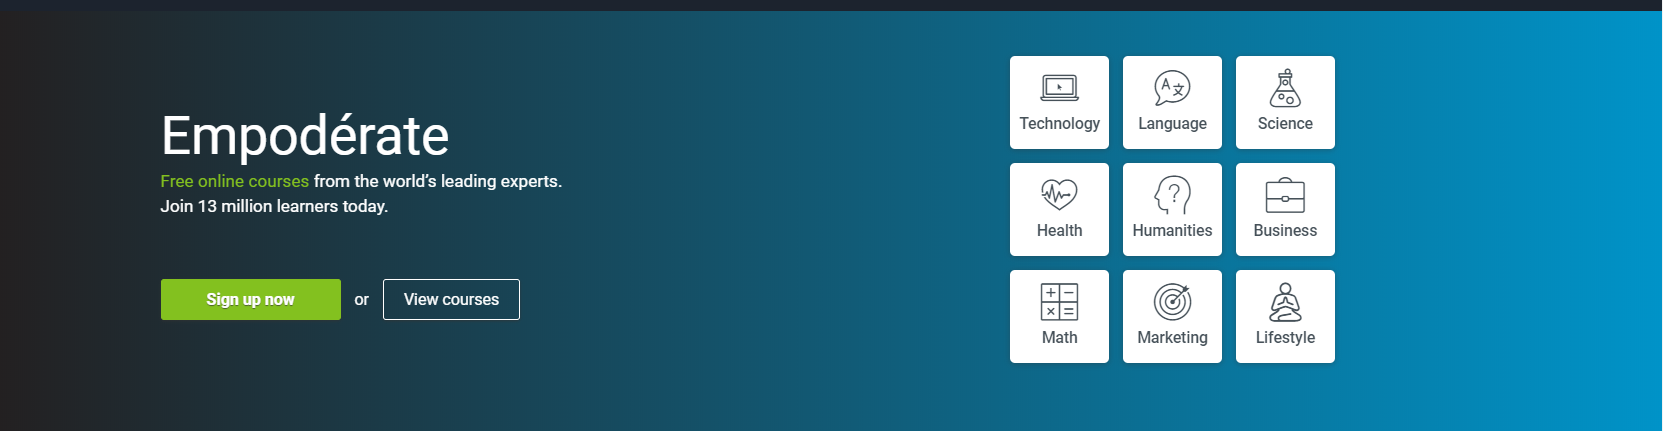 Empodérate
Free online courses from the world’s leading experts.
Join 13 million learners today.
Sign up now or View courses
Technology
Language
Science
Health
Humanities
Business
Math
Marketing
Lifestyle